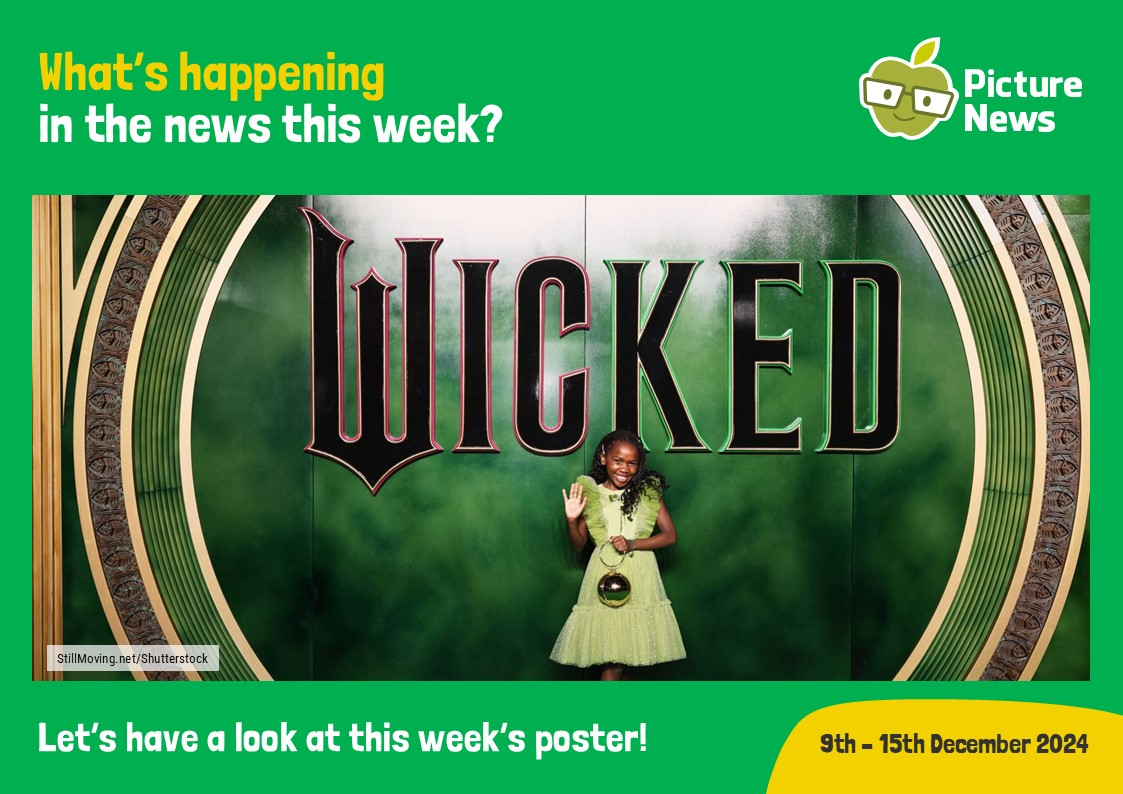 What's happening
in the news this week?
Picture
News
WICKED
StillMoving.net/Shutterstock
Let's have a look at this week's poster!
9th - 15th December 2024